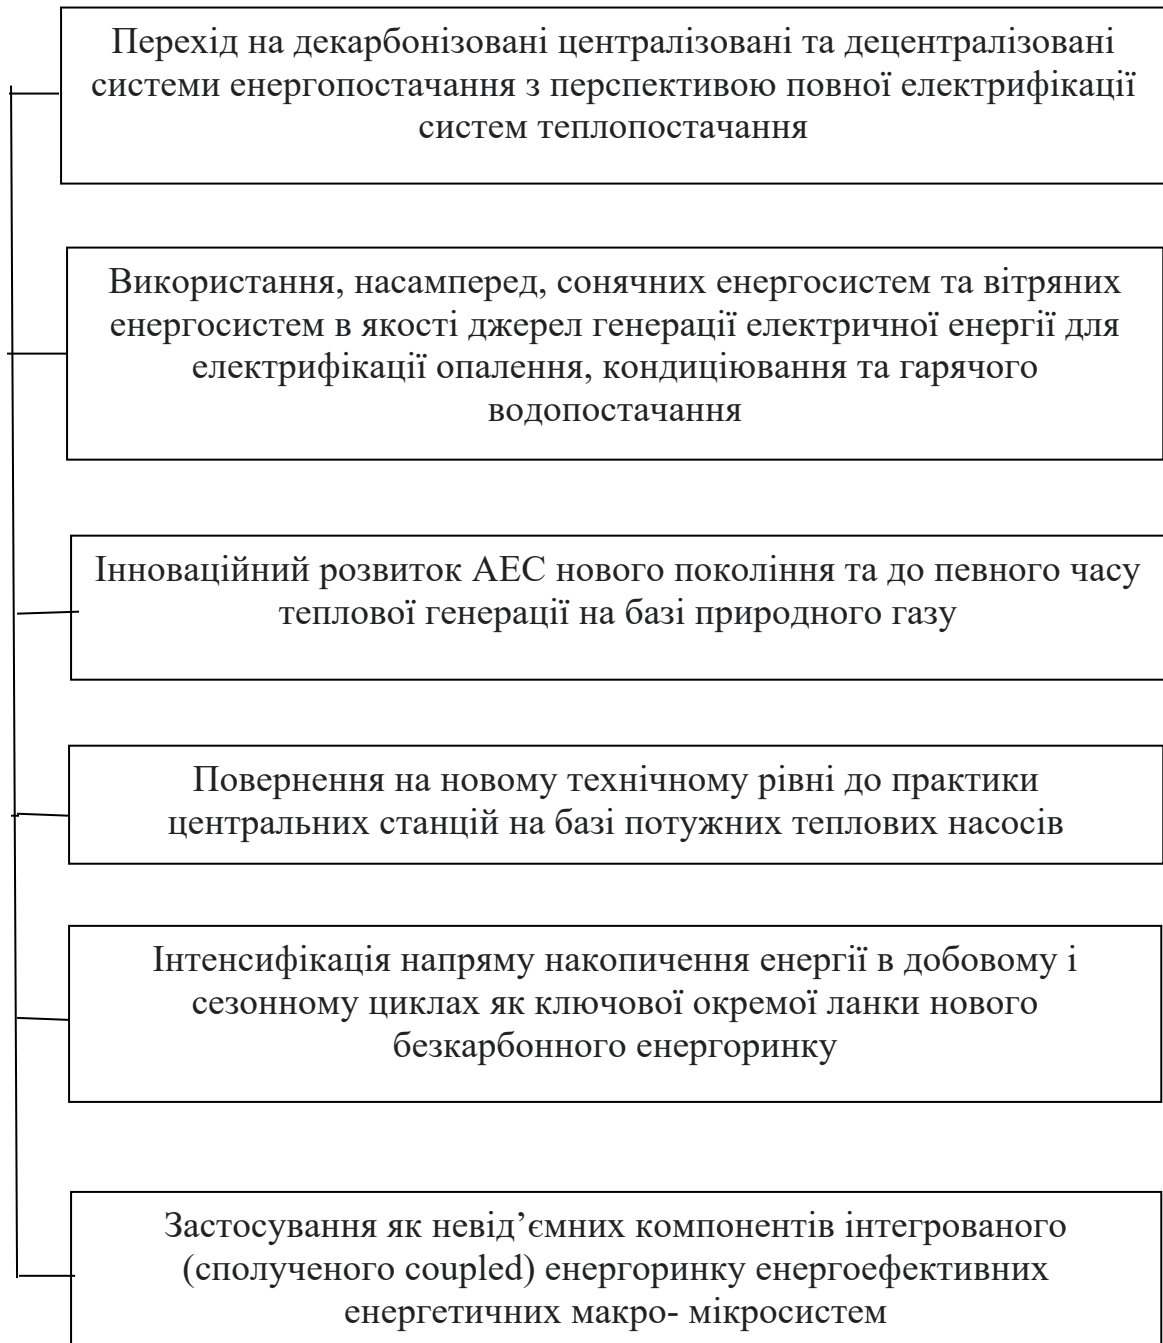 Перехід на декарбонізовані централізовані та децентралізовані
системи енергопостачання з перспективою повної електрифікації
систем теплопостачання
Використання, насамперед, сонячних енергосистем та вітряних
енергосистем в якості джерел генерації електричної енергії для
електрифікації опалення, кондиціювання та гарячого
водопостачання
Інноваційний розвиток АЕС нового покоління та до певного часу
теплової генерації на базі природного газу
Повернення на новому технічному рівні до практики
центральних станцій на базі потужних теплових насосів
Інтенсифікація напряму накопичення енергії в добовому і
сезонному циклах як ключової окремої ланки нового
безкарбонного енергоринку
Застосування як невід’ємних компонентів інтегрованого
(сполученого coupled) енергоринку енергоефективних
енергетичних макро- мікросистем